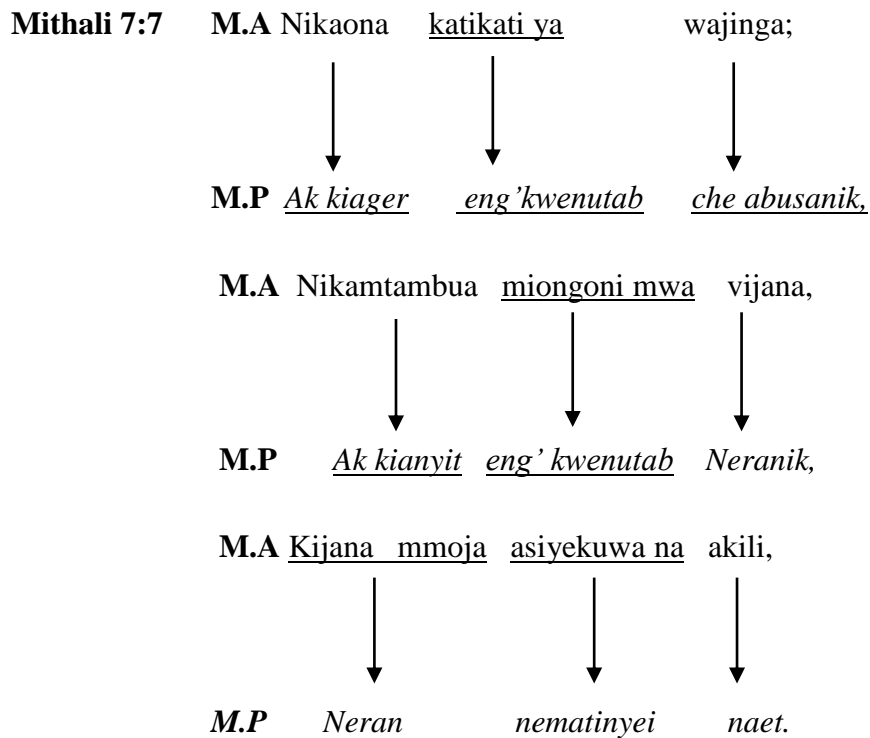 Mithali 7:7 M.A Nikaona katikati ya wajinga;
M.P Ak kiager eng’kwenutab che abusanik,
M.A Nikamtambua miongoni mwa vijana,
M.P Ak kianyit eng’ kwenutab Neranik,
M.A Kijana mmoja asiyekuwa na akili,
M.P Neran nematinyei naet.